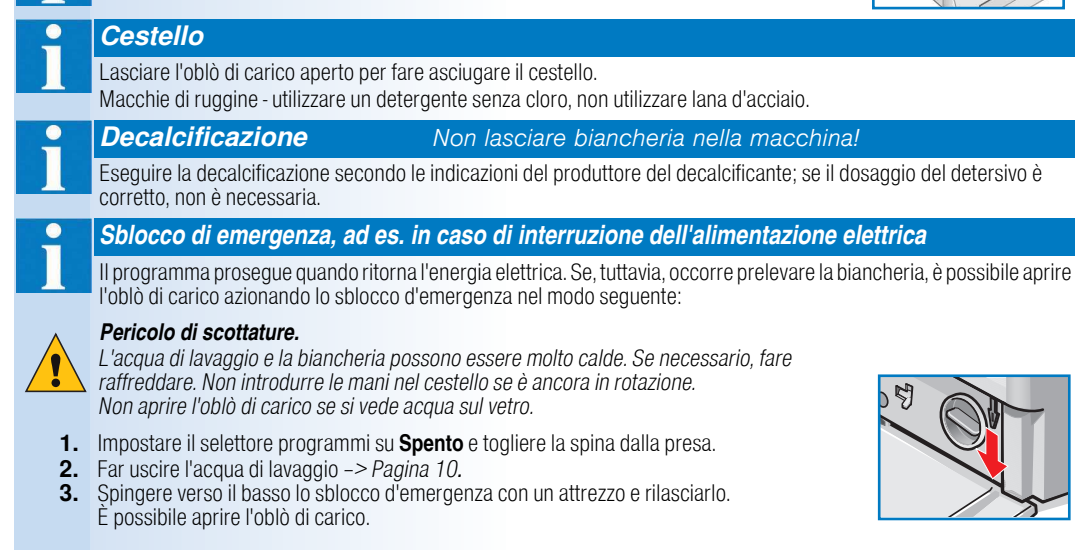 Cestello
Lasciare l'oblò di carico aperto per fare asciugare il cestello.
Macchie di ruggine - utilizzare un detergente senza cloro, non utilizzare lana d'acciaio.
Decalcificazione Non lasciare biancheria nella macchina!
Eseguire la decalcificazione secondo le indicazioni del produttore del decalcificante; se il dosaggio del detersivo è
corretto, non è necessaria.
Sblocco di emergenza, ad es. in caso di interruzione dell'alimentazione elettrica
Il programma prosegue quando ritorna l'energia elettrica. Se, tuttavia, occorre prelevare la biancheria, è possibile aprire
l'oblò di carico azionando lo sblocco d'emergenza nel modo seguente:
Pericolo di scottature.
L'acqua di lavaggio e la biancheria possono essere molto calde. Se necessario, fare
raffreddare. Non introdurre le mani nel cestello se è ancora in rotazione.
Non aprire l'oblò di carico se si vede acqua sul vetro.
1. Impostare il selettore programmi su Spento e togliere la spina dalla presa.
2. Far uscire l'acqua di lavaggio –> Pagina 10.
3. Spingere verso il basso lo sblocco d'emergenza con un attrezzo e rilasciarlo.
È possibile aprire l'oblò di carico.